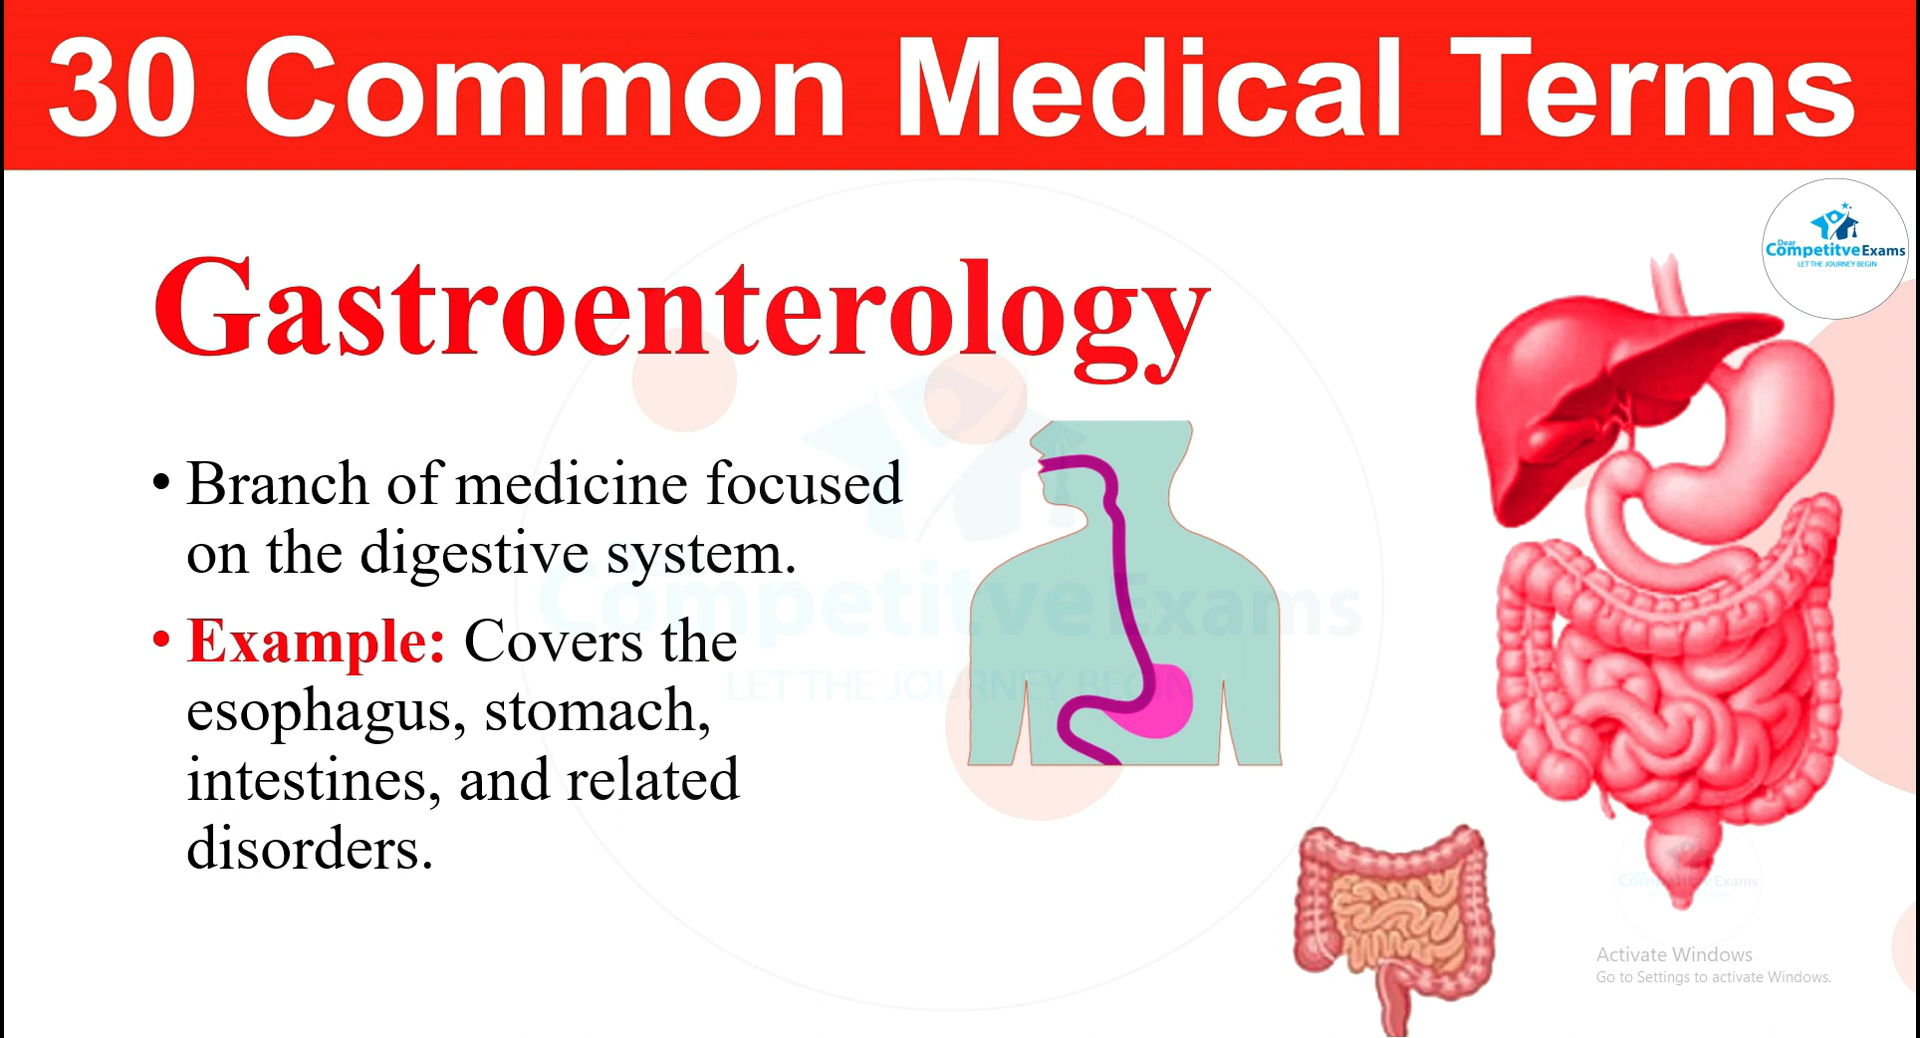 30 Common Medical Terms
Dear
CompetitveExams
LET THE JOURNEY BEGIN
Gastroenterology
• Branch of medicine focused
on the digestive system.
• Example: Covers the
esophagus, stomach,
intestines, and related
disorders.
CompetitveExams
LET THE JOURNEY BEGIN
CompetitveExams
Activate Windows
Go to Settings to activate Windows.